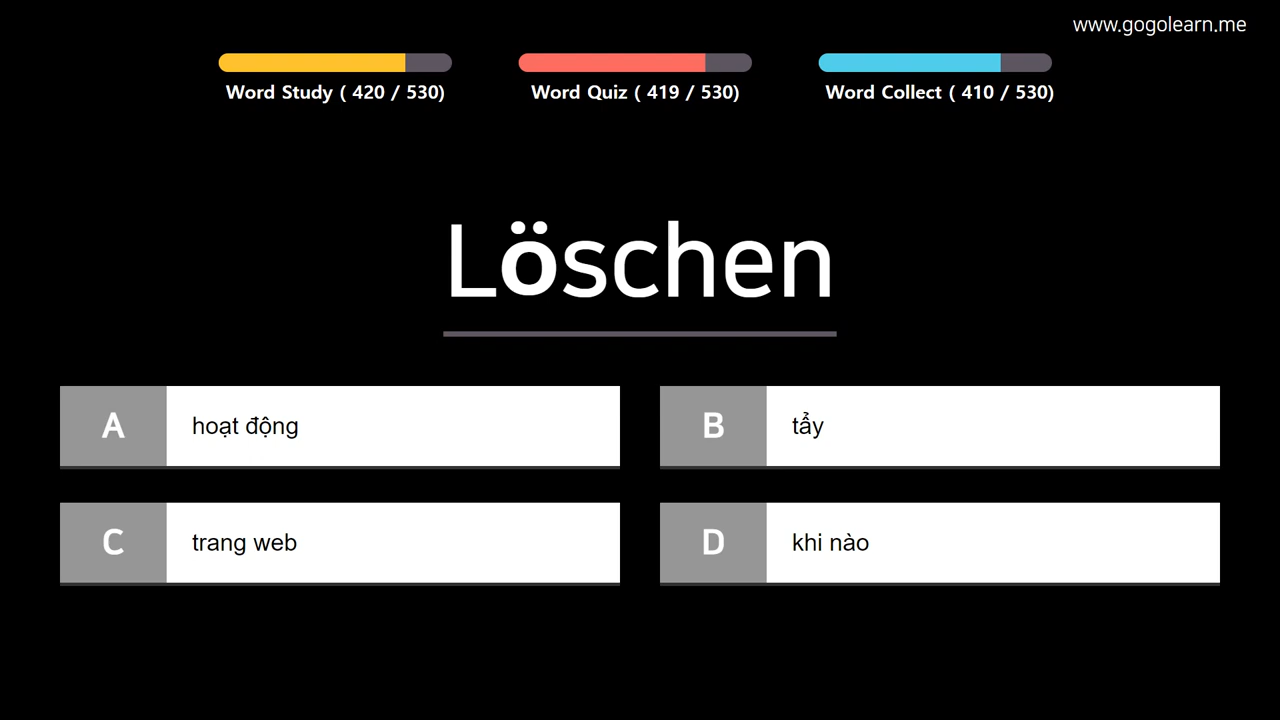 www.gogolearn.me
Word Study ( 420 / 530)
Word Quiz ( 419 / 530)
Word Collect ( 410 / 530)
Löschen
A hoạt động
B tẩy
C trang web
D khi nào